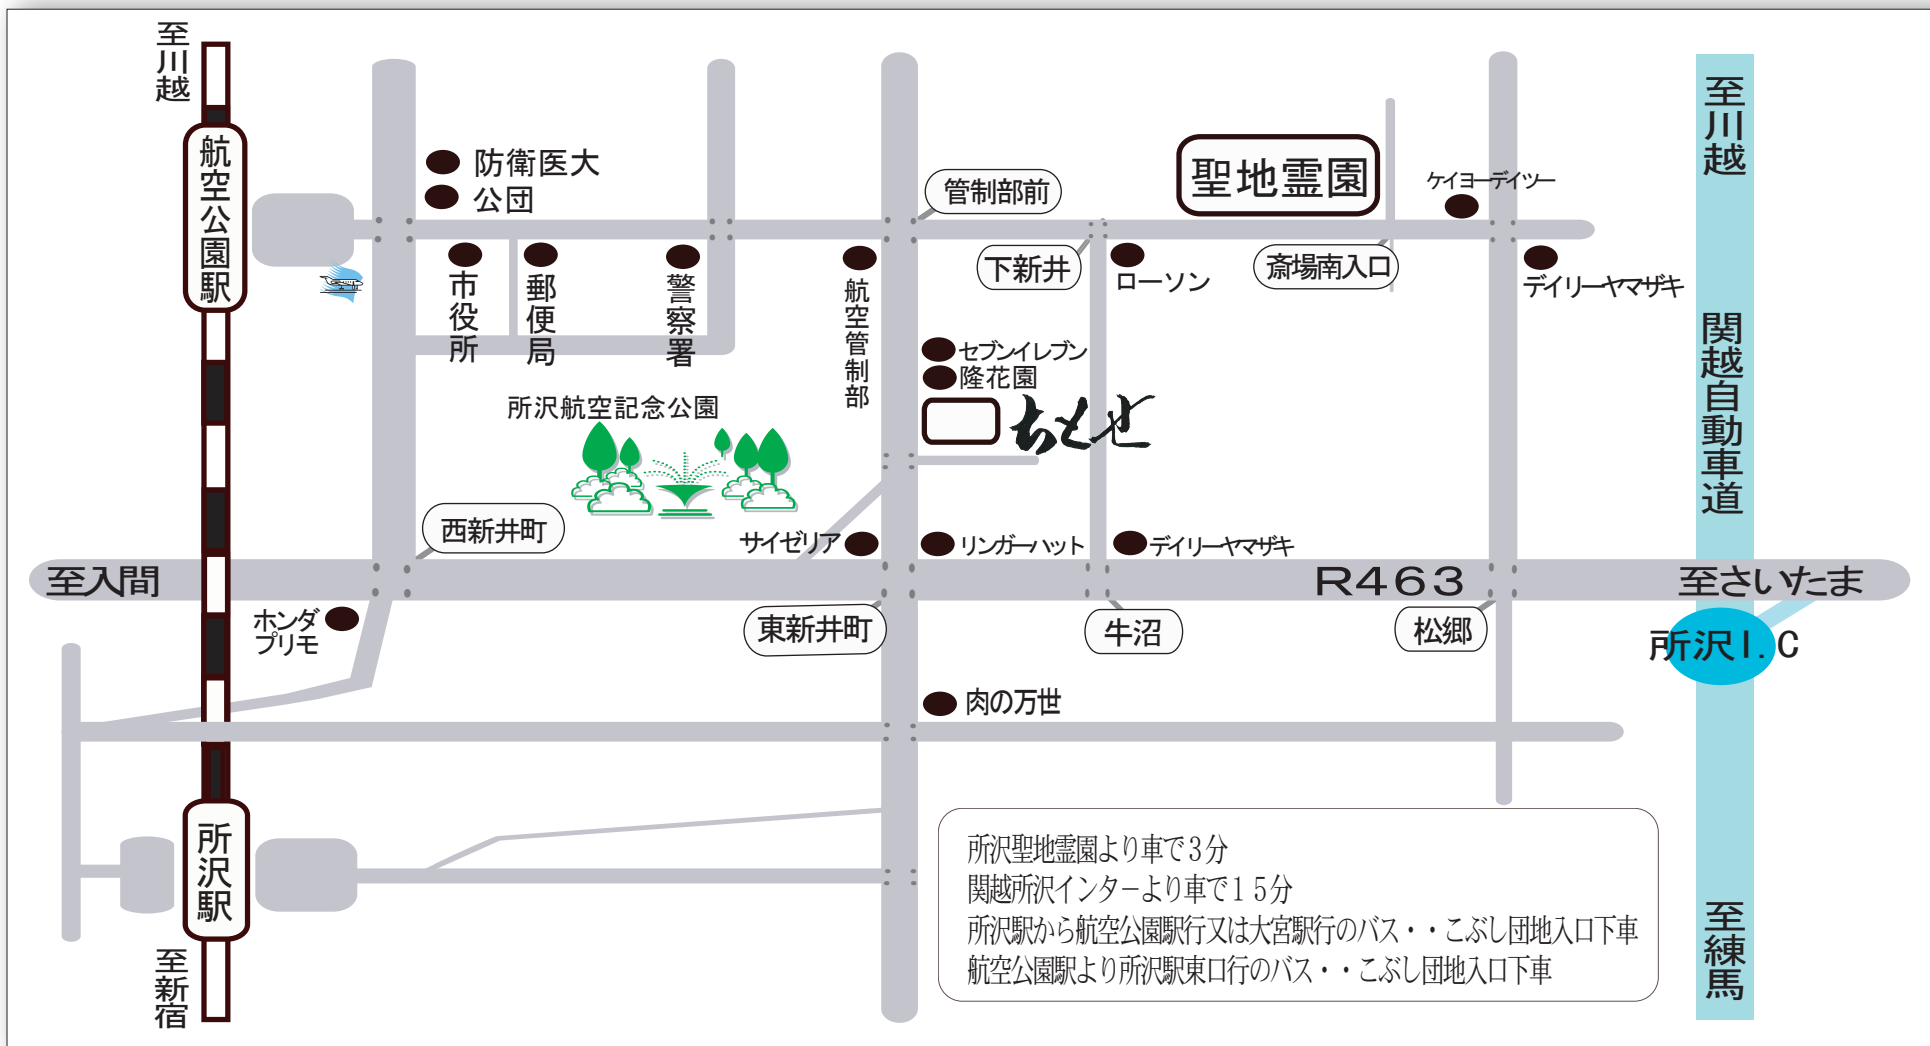 至川越
航空公園駅
防衛医大
公団
管制部前
聖地霊園
ケイヨーデイツー
至川越
市役所
郵便局
警察署
航空管制部
下新井
ローソン
斎場南入口
デイリーヤマザキ
セブンイレブン
隆花園
ちとせ
所沢航空記念公園
関越自動車道
西新井町
サイゼリア
リンガーハット
デイリーヤマザキ
至入間
R463
至さいたま
ホンダ
プリモ
東新井町
牛沼
松郷
所沢I.C
肉の万世
所沢駅
至新宿
所沢聖地霊園より車で3分
関越所沢インターより車で15分
所沢駅から航空公園駅行又は大宮駅行のバス・・こぶし団地入口下車
航空公園駅より所沢駅東口行のバス・・こぶし団地入口下車
至練馬